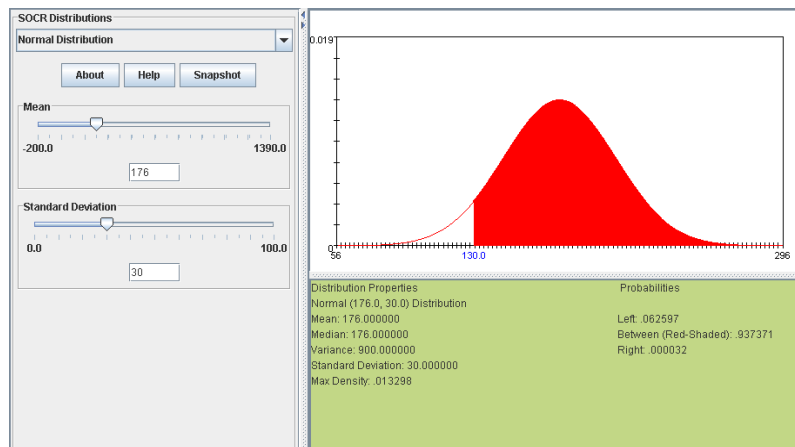 SOCR Distributions
Normal Distribution
About Help Snapshot
Mean
-200.0 1390.0
176
Standard Deviation
0.0 100.0
30
0.019
0
56 130.0 296
Distribution Properties
Normal (176.0, 30.0) Distribution
Mean: 176.000000
Median: 176.000000
Variance: 900.000000
Standard Deviation: 30.000000
Max Density: .013298
Probabilities
Left: .062597
Between (Red-Shaded): .937371
Right: .000032